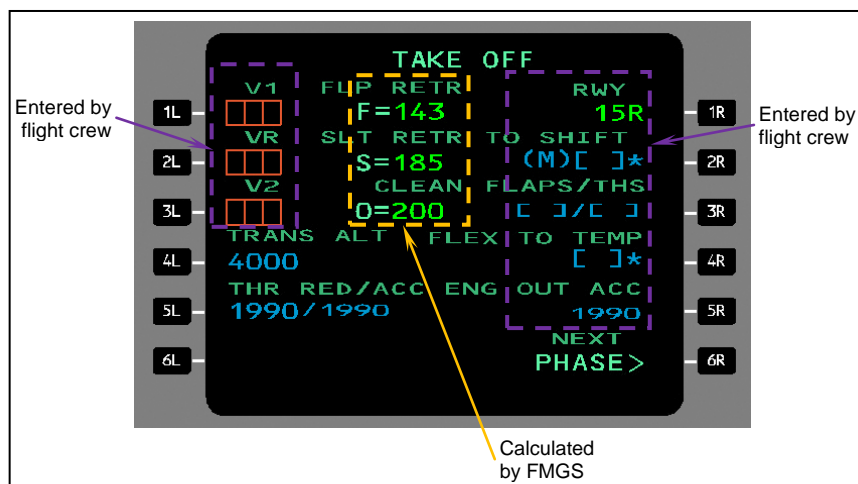 TAKE OFF
V1 FLP RETR RWY
1L F=143 15R 1R
VR SLT RETR TO SHIFT
2L S=185 (M)[ ]* 2R
V2 CLEAN FLAPS/THS
3L O=200 [ ]/[ ] 3R
TRANS ALT FLEX TO TEMP
4L 4000 [ ]* 4R
THR RED/ACC ENG OUT ACC
5L 1990/1990 1990 5R
NEXT
6L PHASE> 6R
Entered by
flight crew
Entered by
flight crew
Calculated
by FMGS